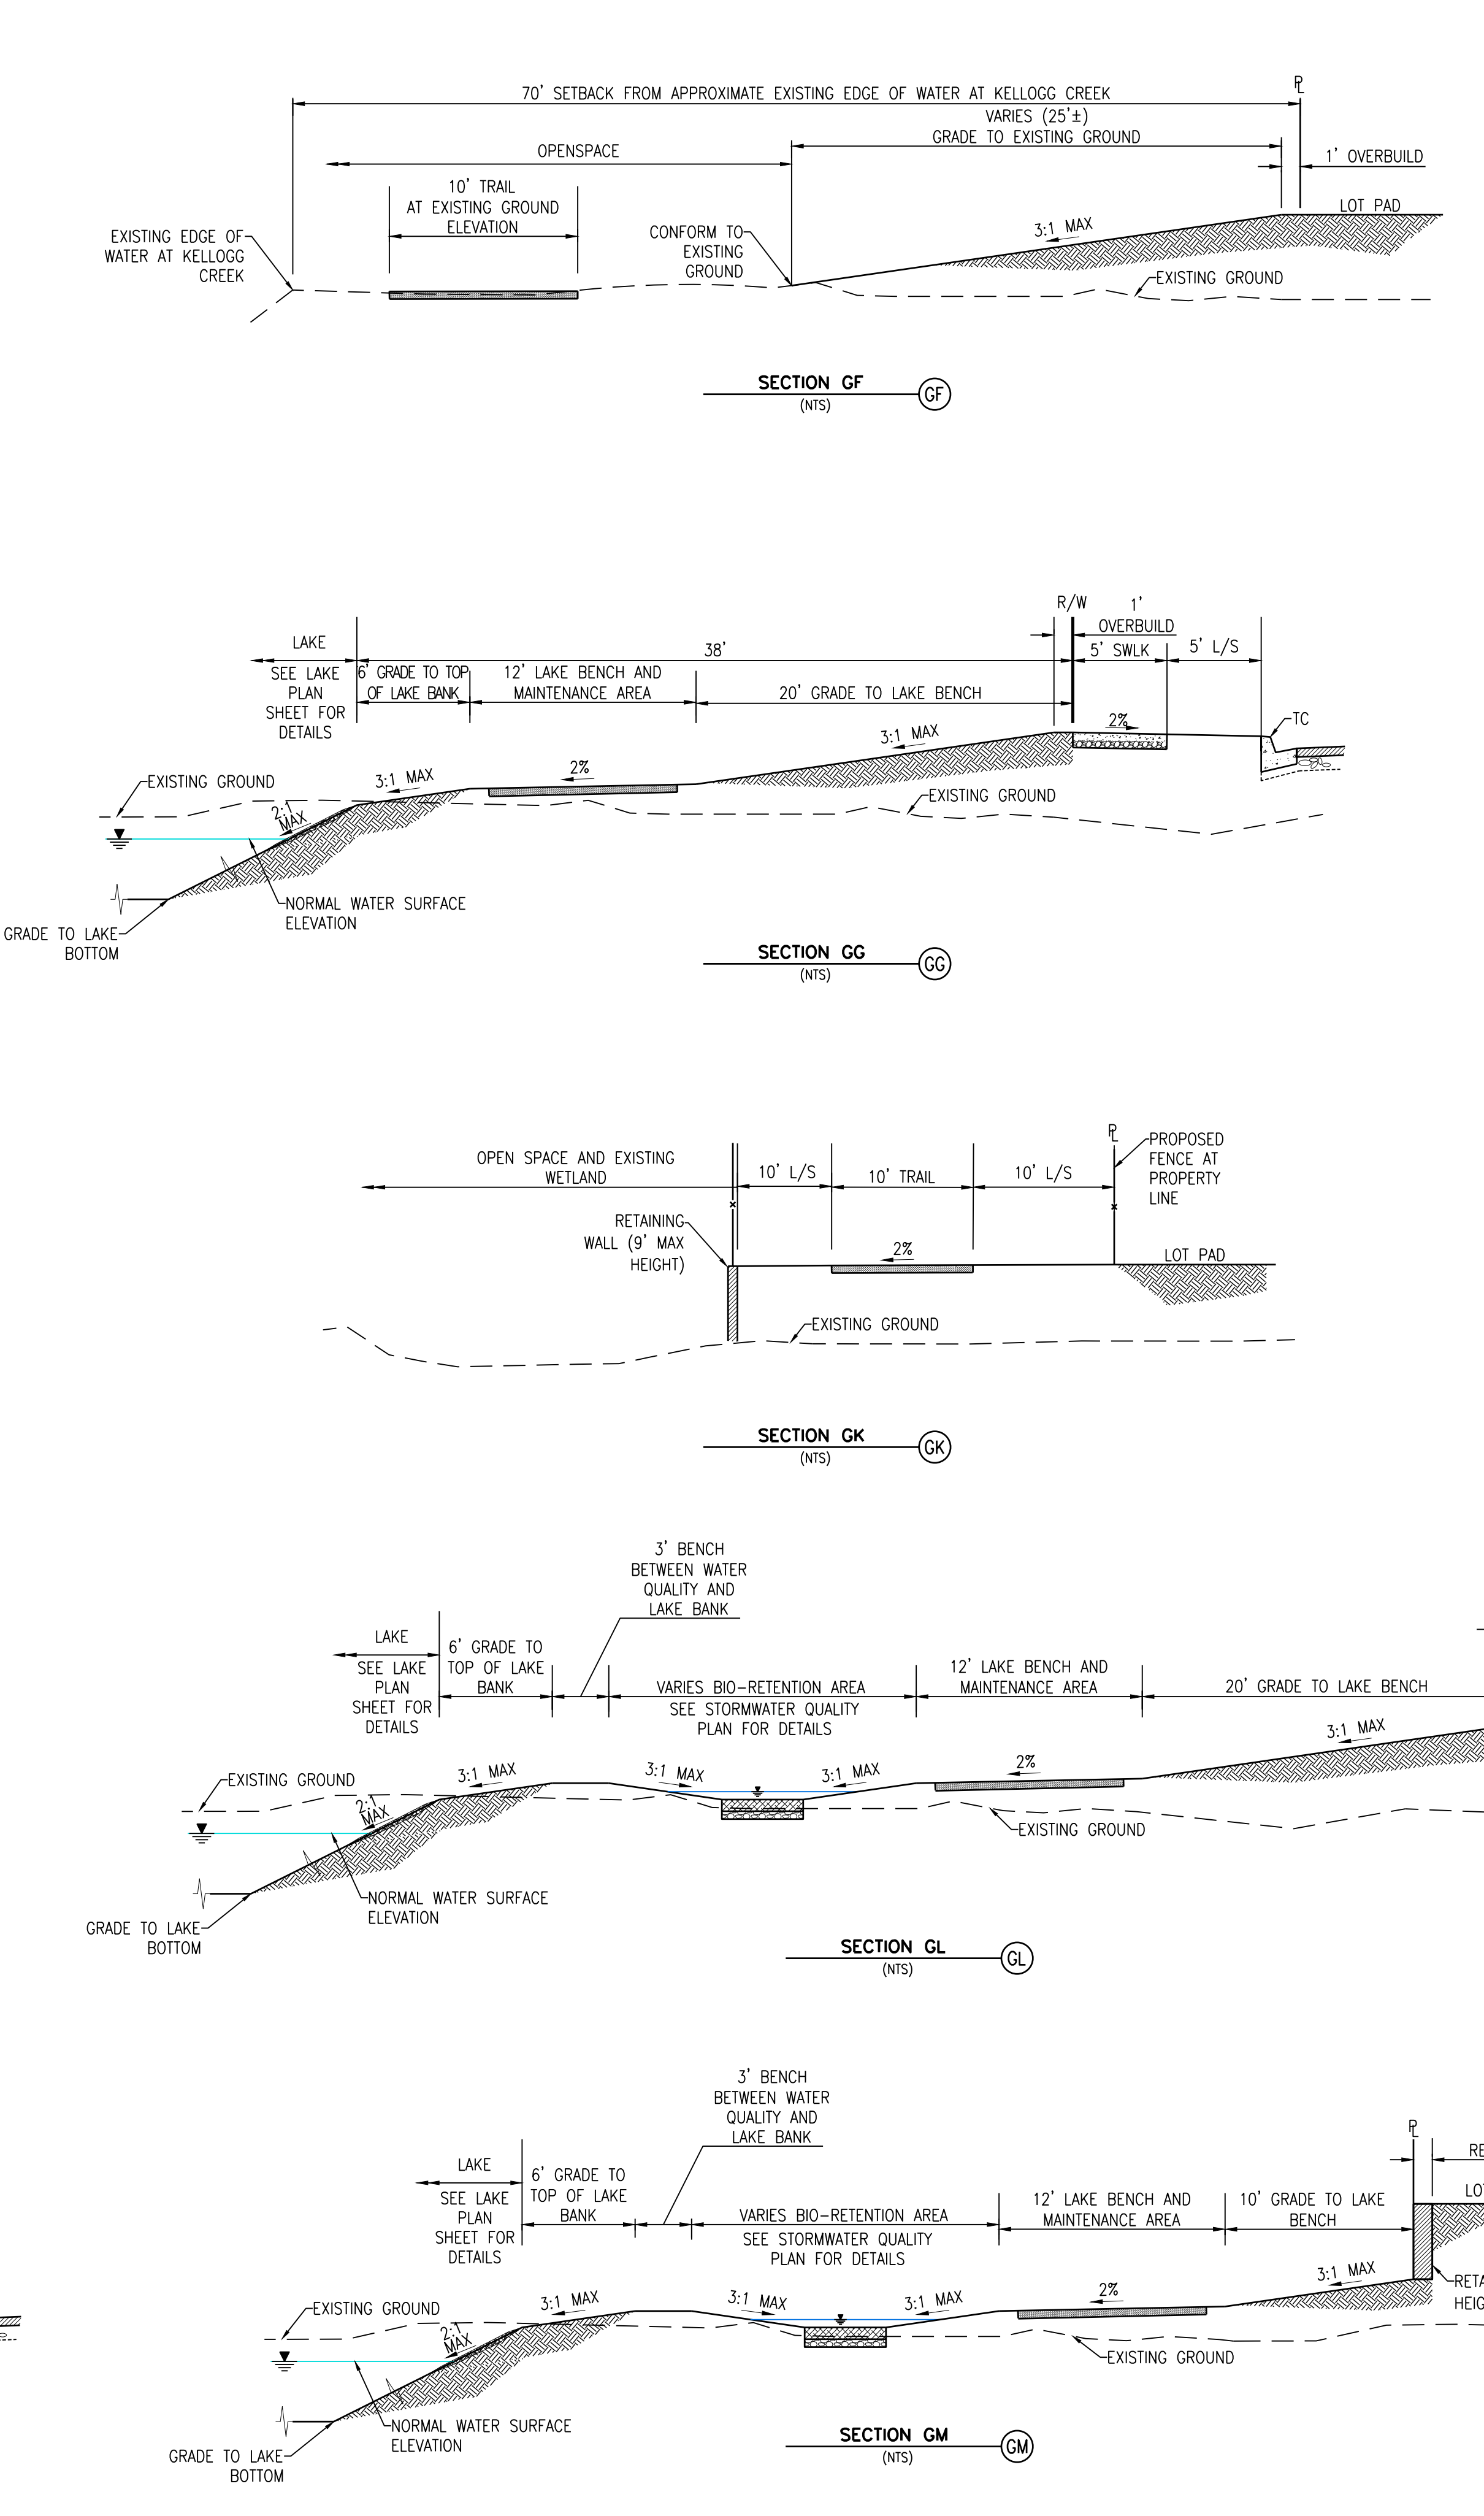 70' SETBACK FROM APPROXIMATE EXISTING EDGE OF WATER AT KELLOGG CREEK
PL
VARIES (25'±)
GRADE TO EXISTING GROUND
OPENSPACE
1' OVERBUILD
10' TRAIL
AT EXISTING GROUND
ELEVATION
LOT PAD
3:1 MAX
EXISTING EDGE OF
WATER AT KELLOGG
CREEK
CONFORM TO
EXISTING
GROUND
EXISTING GROUND
SECTION GF
(NTS)
GF
R/W
1'
OVERBUILD
LAKE
38'
5' SWLK
5' L/S
SEE LAKE
PLAN
SHEET FOR
DETAILS
6' GRADE TO TOP
OF LAKE BANK
12' LAKE BENCH AND
MAINTENANCE AREA
20' GRADE TO LAKE BENCH
2%
TC
3:1 MAX
2%
3:1 MAX
EXISTING GROUND
2:1
MAX
EXISTING GROUND
NORMAL WATER SURFACE
ELEVATION
GRADE TO LAKE
BOTTOM
SECTION GG
(NTS)
GG
PL
PROPOSED
FENCE AT
PROPERTY
LINE
OPEN SPACE AND EXISTING
WETLAND
10' L/S
10' TRAIL
10' L/S
RETAINING
WALL (9' MAX
HEIGHT)
2%
LOT PAD
EXISTING GROUND
SECTION GK
(NTS)
GK
3' BENCH
BETWEEN WATER
QUALITY AND
LAKE BANK
LAKE
SEE LAKE
PLAN
SHEET FOR
DETAILS
6' GRADE TO
TOP OF LAKE
BANK
VARIES BIO-RETENTION AREA
SEE STORMWATER QUALITY
PLAN FOR DETAILS
12' LAKE BENCH AND
MAINTENANCE AREA
20' GRADE TO LAKE BENCH
3:1 MAX
3:1 MAX
3:1 MAX
2%
3:1 MAX
EXISTING GROUND
2:1
MAX
EXISTING GROUND
NORMAL WATER SURFACE
ELEVATION
GRADE TO LAKE
BOTTOM
SECTION GL
(NTS)
GL
3' BENCH
BETWEEN WATER
QUALITY AND
LAKE BANK
PL
LAKE
SEE LAKE
PLAN
SHEET FOR
DETAILS
6' GRADE TO
TOP OF LAKE
BANK
VARIES BIO-RETENTION AREA
SEE STORMWATER QUALITY
PLAN FOR DETAILS
12' LAKE BENCH AND
MAINTENANCE AREA
10' GRADE TO LAKE
BENCH
3:1 MAX
3:1 MAX
3:1 MAX
2%
3:1 MAX
EXISTING GROUND
2:1
MAX
EXISTING GROUND
NORMAL WATER SURFACE
ELEVATION
GRADE TO LAKE
BOTTOM
SECTION GM
(NTS)
GM